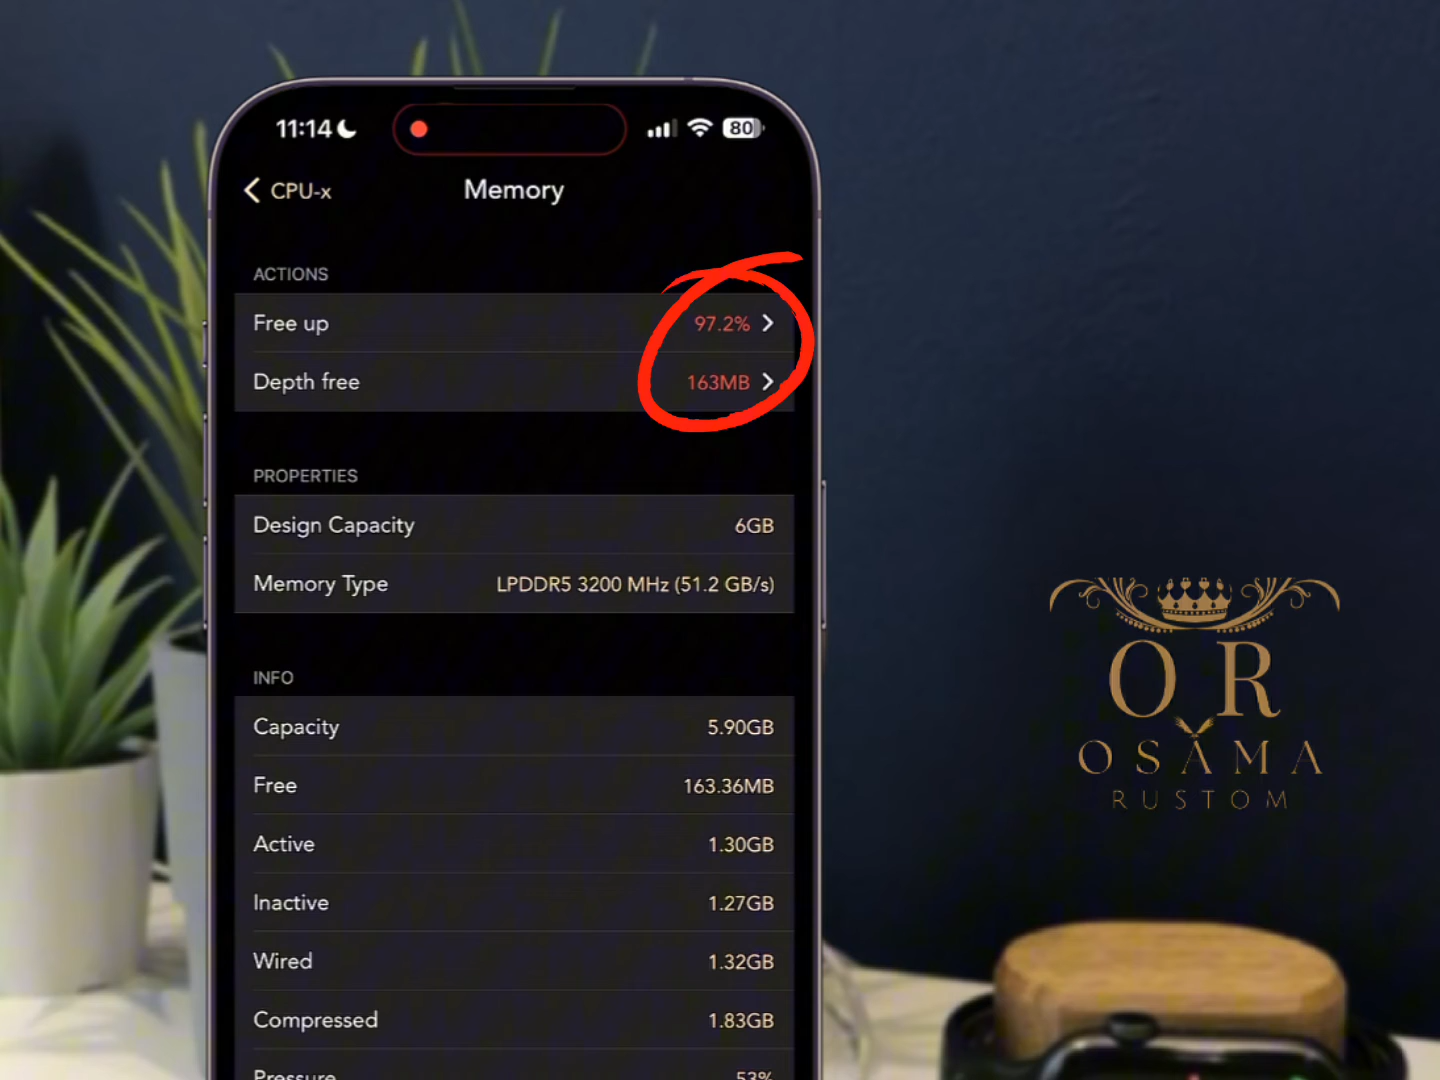 11:14
80
CPU-x
Memory
ACTIONS
Free up 97.2%
Depth free 163MB
PROPERTIES
Design Capacity 6GB
Memory Type LPDDR5 3200 MHz (51.2 GB/s)
INFO
Capacity 5.90GB
Free 163.36MB
Active 1.30GB
Inactive 1.27GB
Wired 1.32GB
Compressed 1.83GB
Pressure 53%
OR
OSAMA
RUSTOM